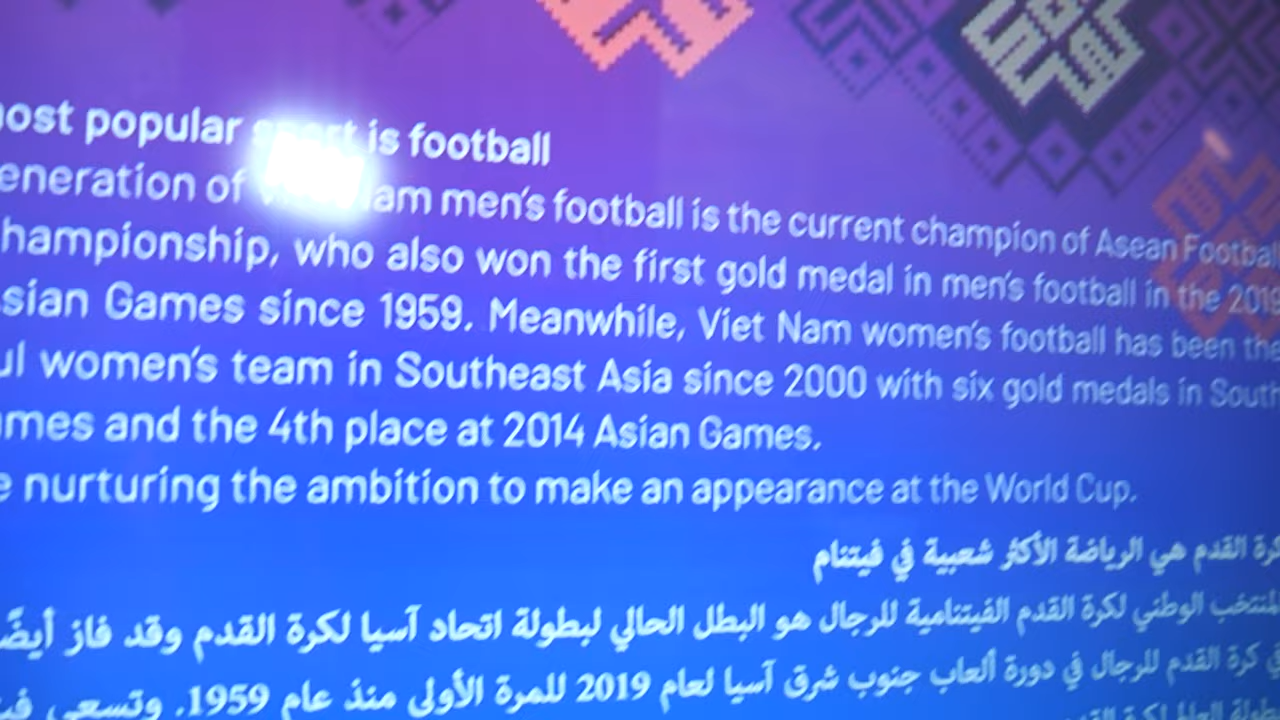 most popular sport is football
eneration of Viet Nam men's football is the current champion of Asean Football
hampionship, who also won the first gold medal in men's football in the 2019
sian Games since 1959. Meanwhile, Viet Nam women's football has been the
ul women's team in Southeast Asia since 2000 with six gold medals in South
mes and the 4th place at 2014 Asian Games.
e nurturing the ambition to make an appearance at the World Cup.
كرة القدم هي الرياضة الأكثر شعبية في فيتنام
المنتخب الوطني لكرة القدم الفيتنامية للرجال هو البطل الحالي لبطولة اتحاد آسيا لكرة القدم وقد فاز أيضًا
في كرة القدم للرجال في دورة ألعاب جنوب شرق آسيا لعام 2019 للمرة الأولى منذ عام 1959. وتسعى